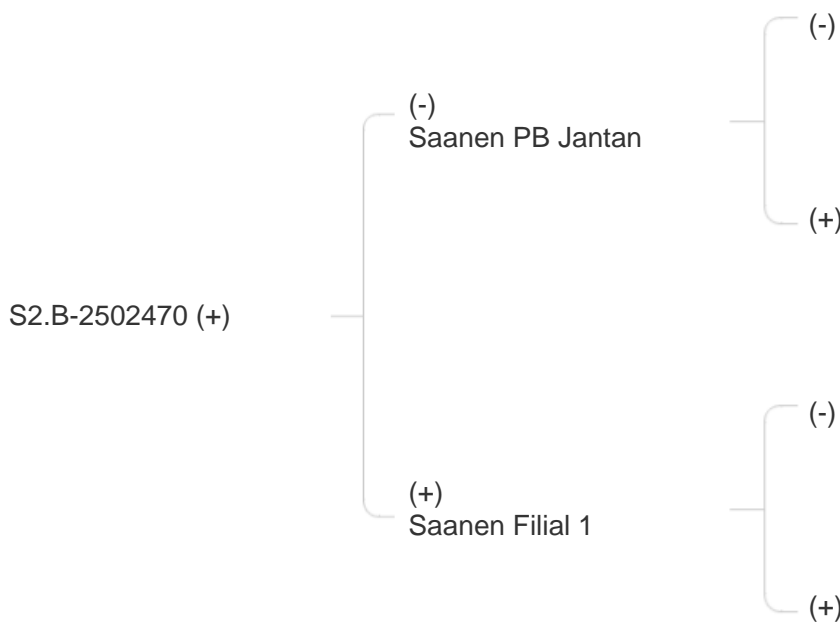 (-)
(-)
Saanen PB Jantan
(+)
S2.B-2502470 (+)
(-)
(+)
Saanen Filial 1
(+)